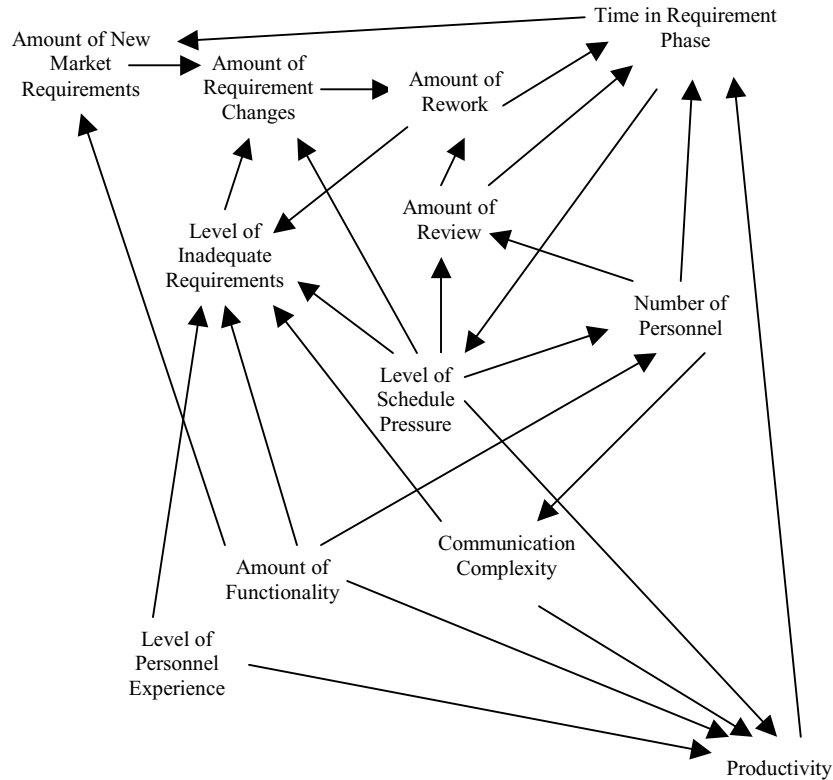 Time in Requirement
Phase
Amount of New
Market
Requirements
Amount of
Requirement
Changes
Amount of
Rework
Amount of
Review
Level of
Inadequate
Requirements
Number of
Personnel
Level of
Schedule
Pressure
Communication
Complexity
Amount of
Functionality
Level of
Personnel
Experience
Productivity